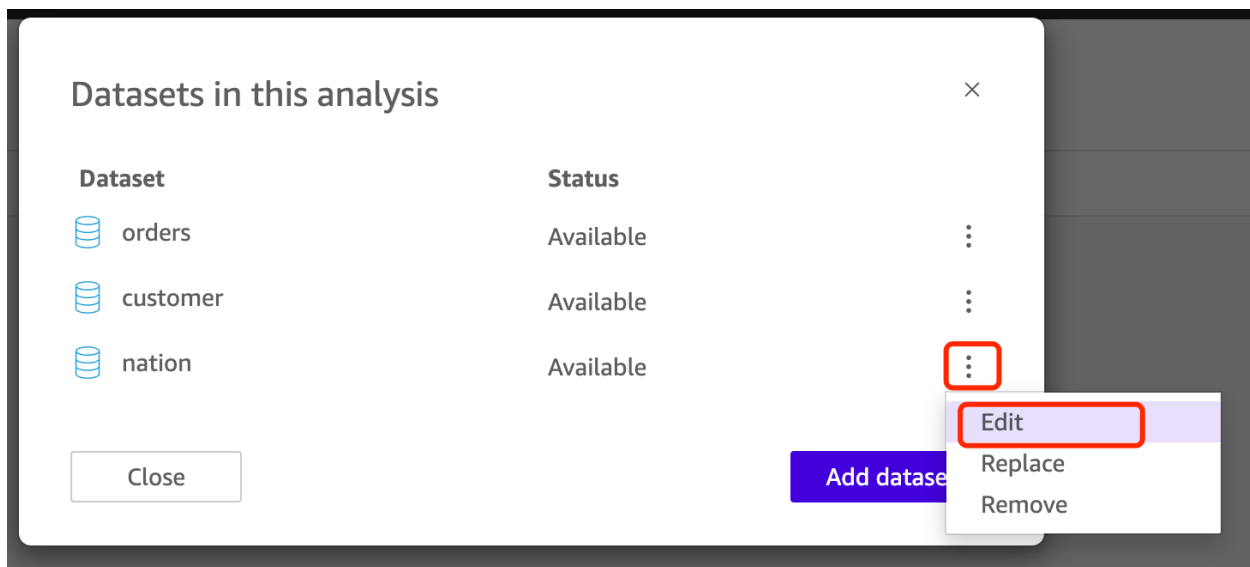 Datasets in this analysis
Dataset Status
orders Available
customer Available
nation Available
Edit
Close Add datase
Replace
Remove